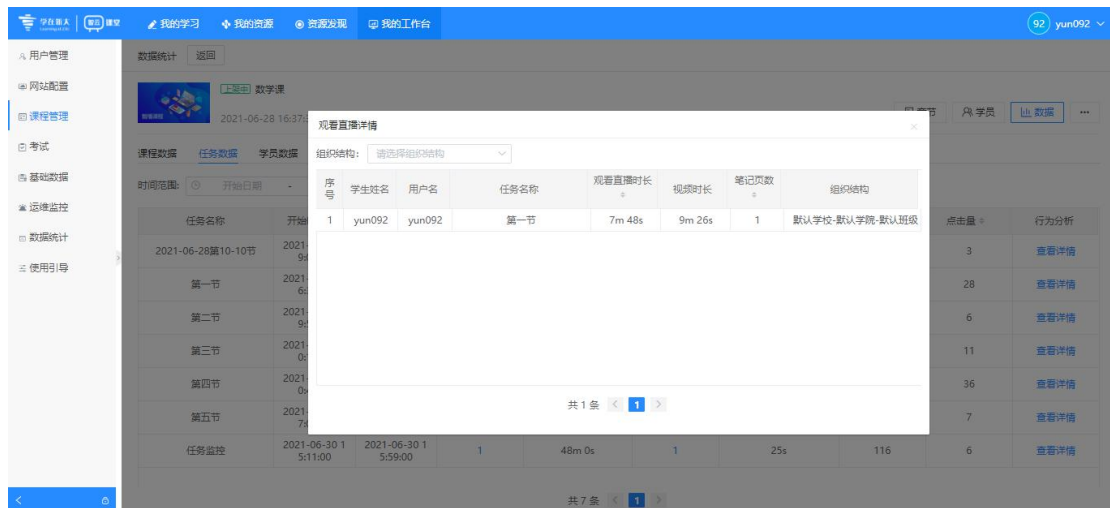 学在浙大 智云 课堂 我的学习 我的资源 资源发现 我的工作台 92 yun092
用户管理
网站配置
课程管理
考试
基础数据
运维监控
数据统计
使用引导
数据统计 返回
上架中 数学课
2021-06-28 16:37:
学员 数据 ...
课程数据 任务数据 学员数据
时间范围: 开始日期 -
观看直播详情
组织结构: 请选择组织结构
序号 学生姓名 用户名 任务名称 观看直播时长 视频时长 笔记页数 组织结构
1 yun092 yun092 第一节 7m 48s 9m 26s 1 默认学校-默认学院-默认班级
共 1 条 1
任务名称 点击量 行为分析
2021-06-28第10-10节 2021- 3 查看详情
第一节 2021- 28 查看详情
第二节 2021- 6 查看详情
第三节 2021- 11 查看详情
第四节 2021- 36 查看详情
第五节 2021- 7 查看详情
任务监控 2021-06-30 15:11:00 2021-06-30 15:59:00 1 48m 0s 1 25s 116 6 查看详情
共 7 条 1